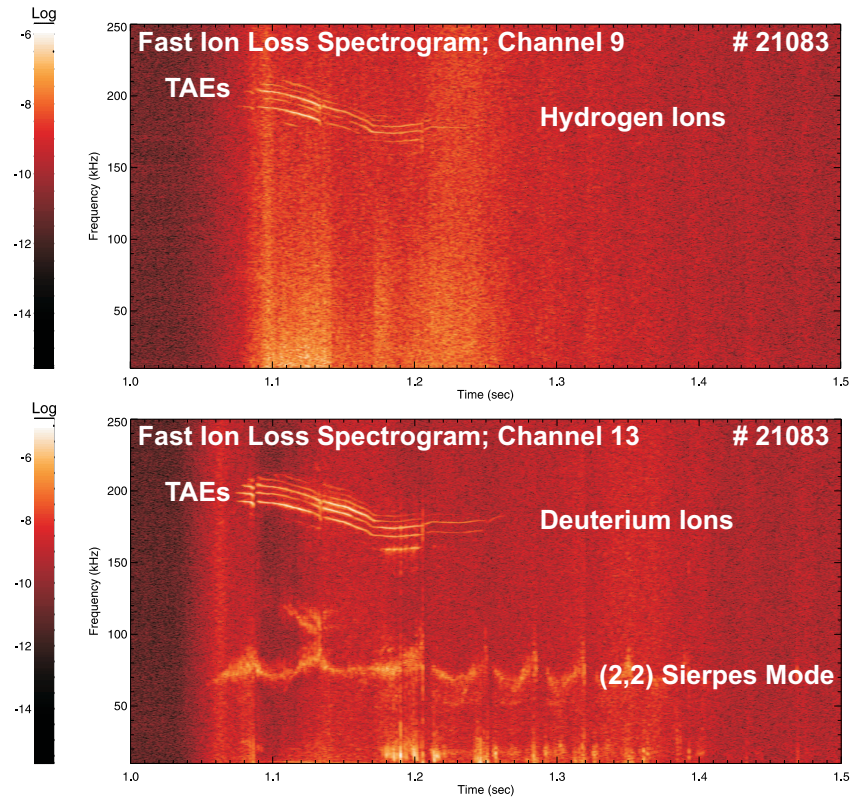 Log
-6
-8
-10
-12
-14
Fast Ion Loss Spectrogram; Channel 9 # 21083
TAEs
Hydrogen Ions
Frequency (kHz)
250
200
150
100
50
1.0 1.1 1.2 1.3 1.4 1.5
Time (sec)
Log
-6
-8
-10
-12
-14
Fast Ion Loss Spectrogram; Channel 13 # 21083
TAEs
Deuterium Ions
(2,2) Sierpes Mode
Frequency (kHz)
250
200
150
100
50
1.0 1.1 1.2 1.3 1.4 1.5
Time (sec)